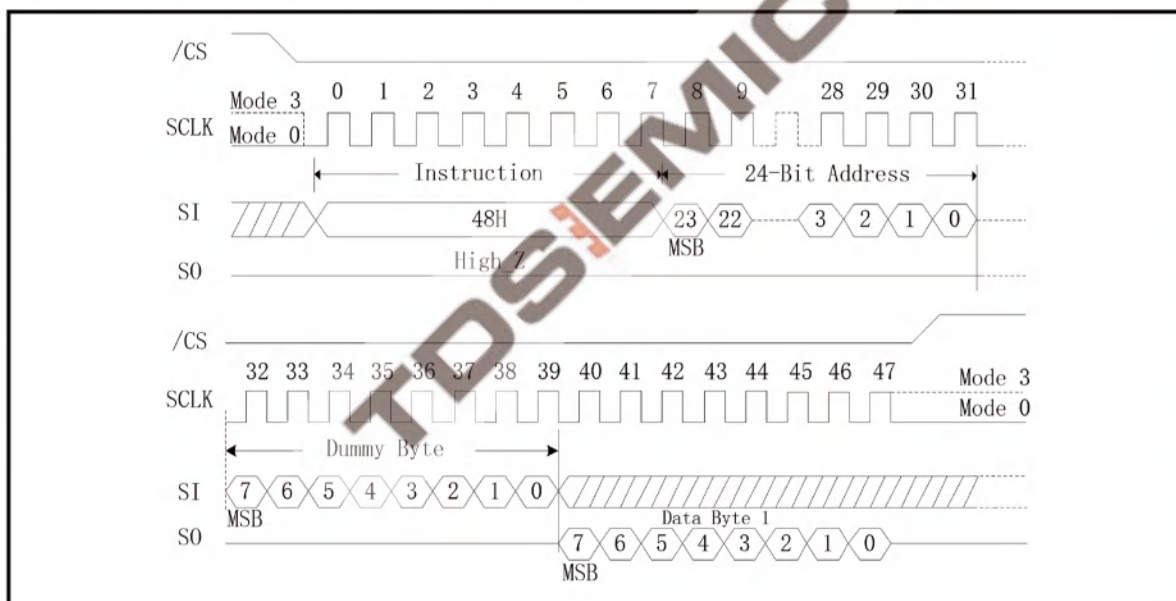 /CS
Mode 3 0 1 2 3 4 5 6 7 8 9 28 29 30 31
SCLK Mode 0
Instruction 24-Bit Address
SI 48H 23 22 3 2 1 0
MSB
High_Z
SO
/CS
32 33 34 35 36 37 38 39 40 41 42 43 44 45 46 47 Mode 3
SCLK Mode 0
Dummy Byte
SI 7 6 5 4 3 2 1 0
MSB Data Byte 1
SO 7 6 5 4 3 2 1 0
MSB
TDSEMIC